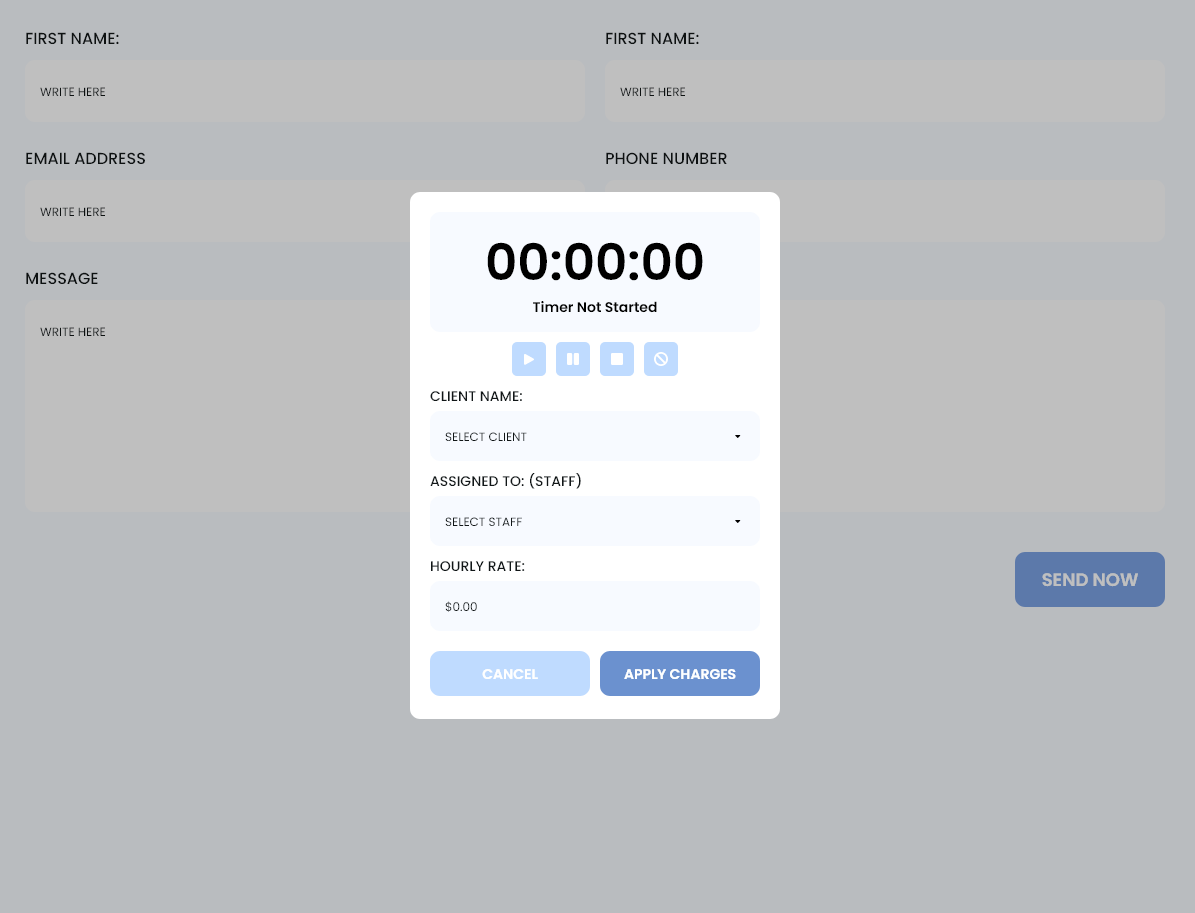 FIRST NAME:
FIRST NAME:
WRITE HERE
WRITE HERE
EMAIL ADDRESS
PHONE NUMBER
WRITE HERE
MESSAGE
WRITE HERE
00:00:00
Timer Not Started
CLIENT NAME:
SELECT CLIENT
ASSIGNED TO: (STAFF)
SELECT STAFF
HOURLY RATE:
$0.00
CANCEL
APPLY CHARGES
SEND NOW